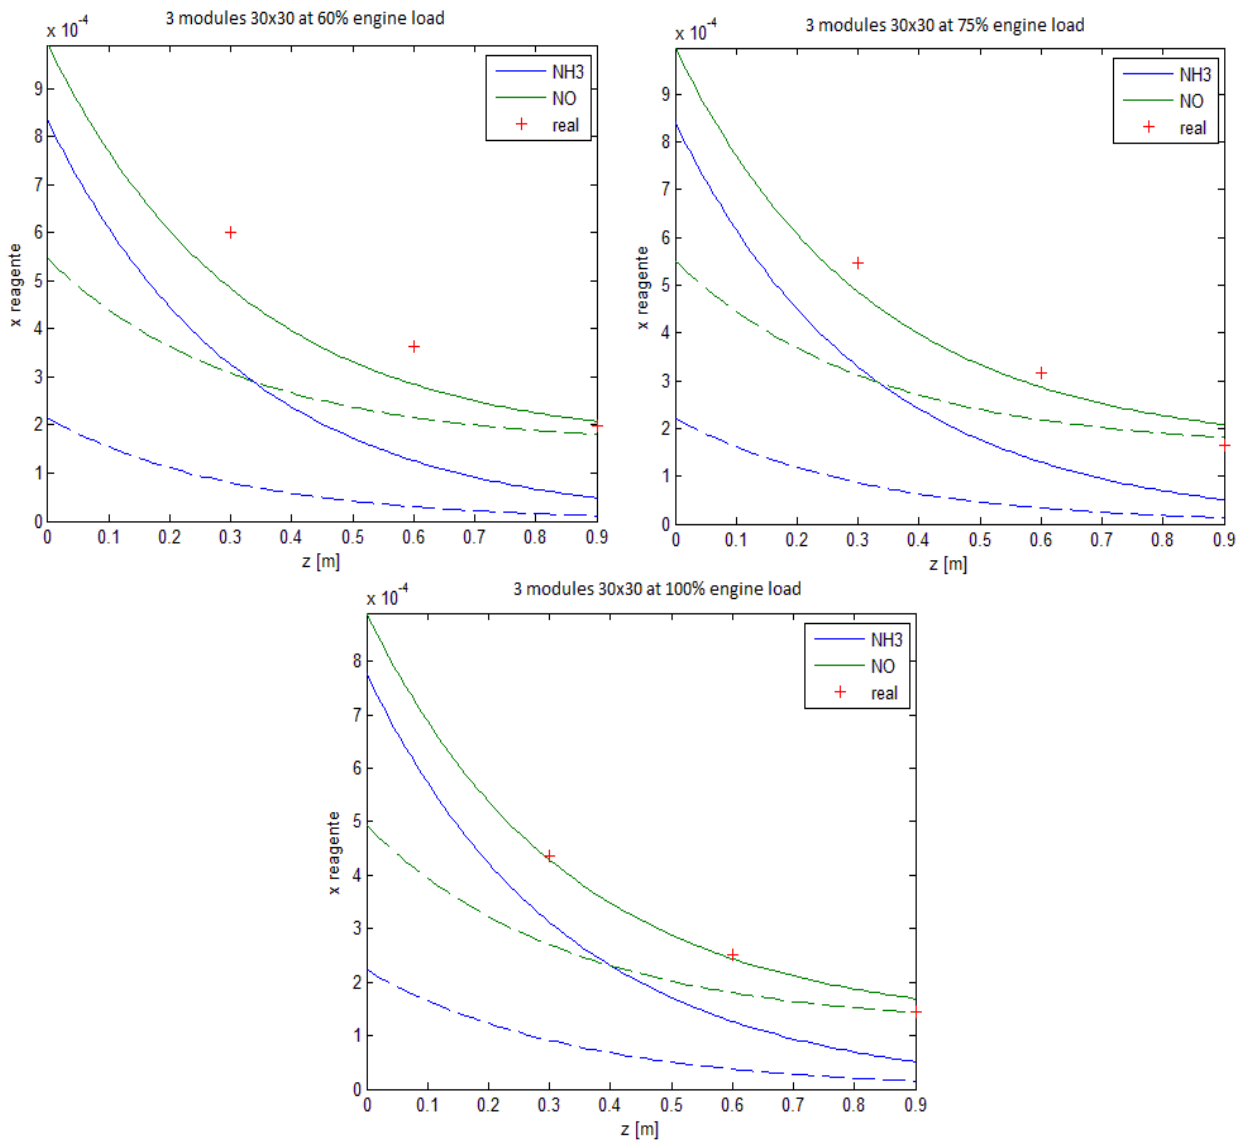 3 modules 30x30 at 60% engine load
x 10-4
NH3
NO
real
9
8
7
6
5
4
3
2
1
0
x reagente
0 0.1 0.2 0.3 0.4 0.5 0.6 0.7 0.8 0.9
z [m]
3 modules 30x30 at 75% engine load
x 10-4
NH3
NO
real
9
8
7
6
5
4
3
2
1
0
x reagente
0 0.1 0.2 0.3 0.4 0.5 0.6 0.7 0.8 0.9
z [m]
3 modules 30x30 at 100% engine load
x 10-4
NH3
NO
real
8
7
6
5
4
3
2
1
0
x reagente
0 0.1 0.2 0.3 0.4 0.5 0.6 0.7 0.8 0.9
z [m]